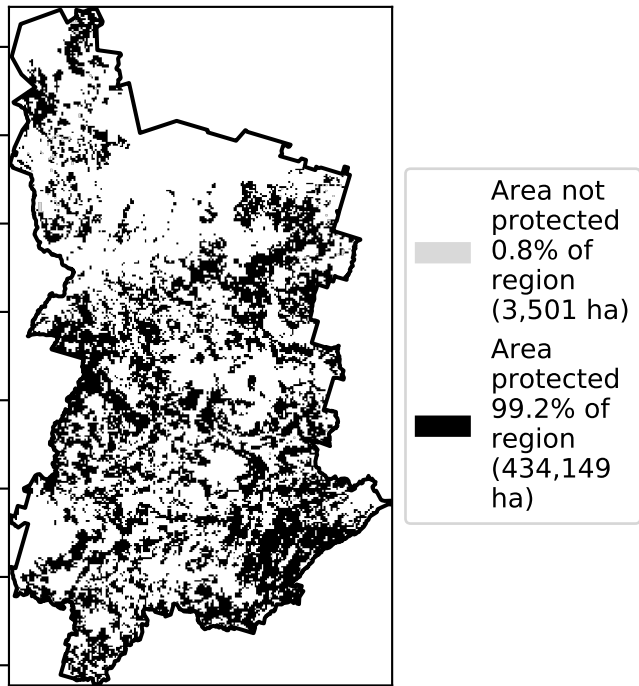 Area not
protected
0.8% of
region
(3,501 ha)
Area
protected
99.2% of
region
(434,149
ha)